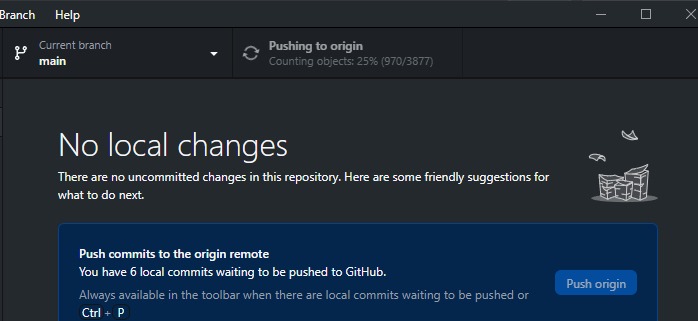 Branch Help
Current branch
main
Pushing to origin
Counting objects: 25% (970/3877)
No local changes
There are no uncommitted changes in this repository. Here are some friendly suggestions for
what to do next.
Push commits to the origin remote
You have 6 local commits waiting to be pushed to GitHub.
Push origin
Always available in the toolbar when there are local commits waiting to be pushed or
Ctrl + P